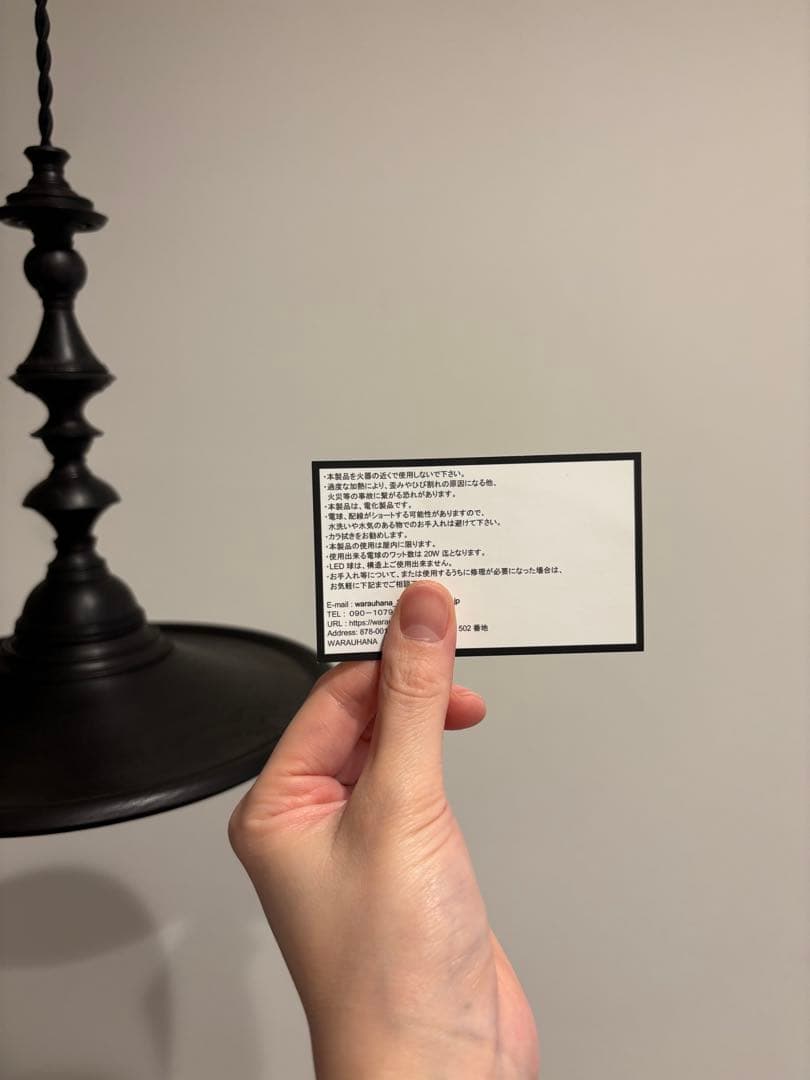 ・本製品を火器の近くで使用しないで下さい。
・過度な加熱により、歪みやひび割れの原因になる他、
火災等の事故に繋がる恐れがあります。
・本製品は、電化製品です。
・電球、配線がショートする可能性がありますので、
水洗いや水気のある物でのお手入れは避けて下さい。
・カラ拭きをお勧めします。
・本製品の使用は屋内に限ります。
・使用出来る電球のワット数は 20W 迄となります。
・LED 球は、構造上ご使用出来ません。
・お手入れ等について、または使用するうちに修理が必要になった場合は、
お気軽に下記までご相談
E-mail : warauhana_
TEL : 090-1079
URL : https://warau
Address: 878-001 502 番地
WARAUHANA